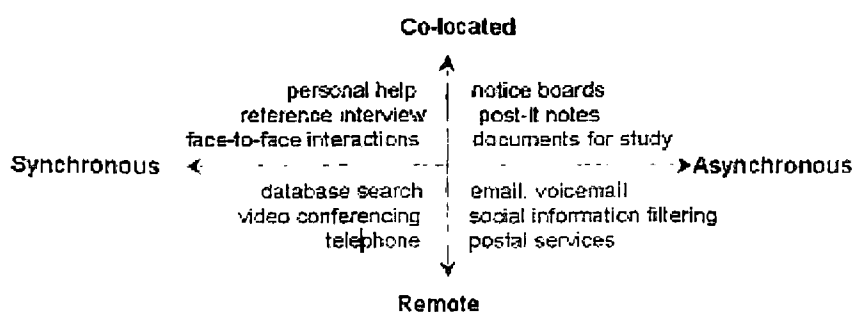 Co-located
personal help notice boards
reference interview post-it notes
face-to-face interactions documents for study
Synchronous Asynchronous
database search email, voicemail
video conferencing social information filtering
telephone postal services
Remote